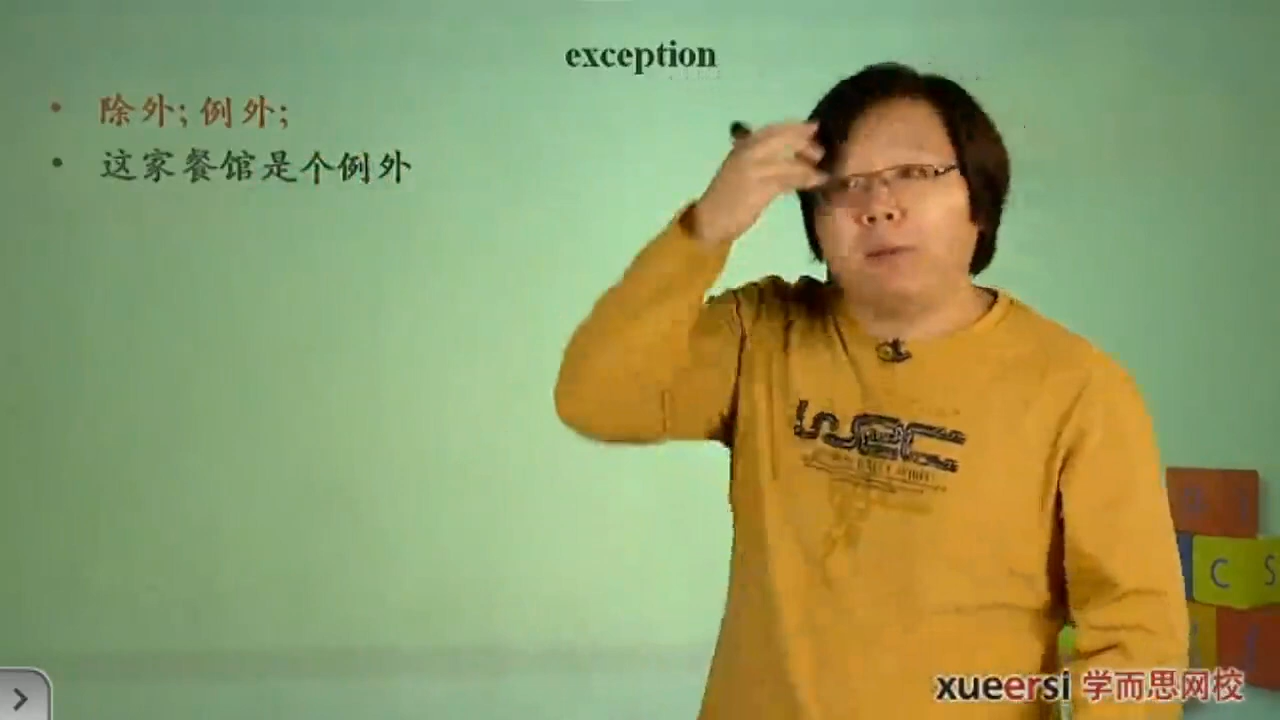 exception
• 除外; 例外;
• 这家餐馆是个例外
C S
xueersi 学而思网校